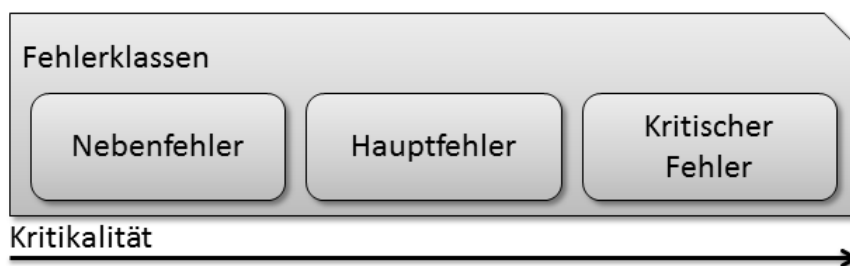 Fehlerklassen
Nebenfehler
Hauptfehler
Kritischer
Fehler
Kritikalität